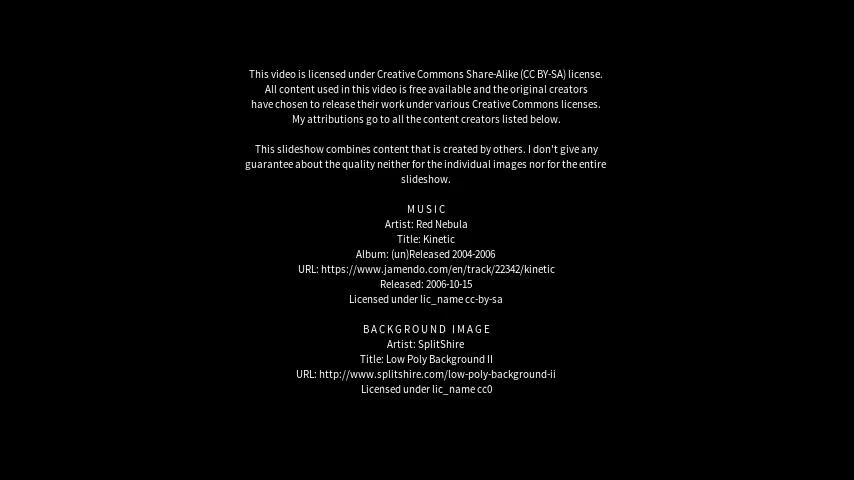 This video is licensed under Creative Commons Share-Alike (CC BY-SA) license.
All content used in this video is free available and the original creators
have chosen to release their work under various Creative Commons licenses.
My attributions go to all the content creators listed below.
This slideshow combines content that is created by others. I don't give any
guarantee about the quality neither for the individual images nor for the entire
slideshow.
MUSIC
Artist: Red Nebula
Title: Kinetic
Album: (un)Released 2004-2006
URL: https://www.jamendo.com/en/track/22342/kinetic
Released: 2006-10-15
Licensed under lic_name cc-by-sa
BACKGROUND IMAGE
Artist: SplitShire
Title: Low Poly Background II
URL: http://www.splitshire.com/low-poly-background-ii
Licensed under lic_name cc0